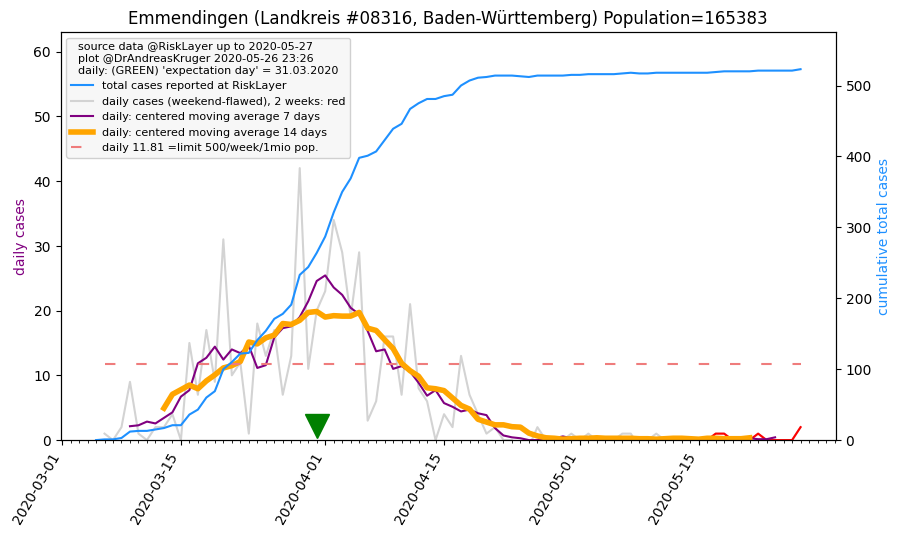 Emmendingen (Landkreis #08316, Baden-Württemberg) Population=165383
source data @RiskLayer up to 2020-05-27
plot @DrAndreasKruger 2020-05-26 23:26
daily: (GREEN) 'expectation day' = 31.03.2020
total cases reported at RiskLayer
daily cases (weekend-flawed), 2 weeks: red
daily: centered moving average 7 days
daily: centered moving average 14 days
daily 11.81 =limit 500/week/1mio pop.
daily cases
60
50
40
30
20
10
0
cumulative total cases
500
400
300
200
100
0
2020-03-01
2020-03-15
2020-04-01
2020-04-15
2020-05-01
2020-05-15